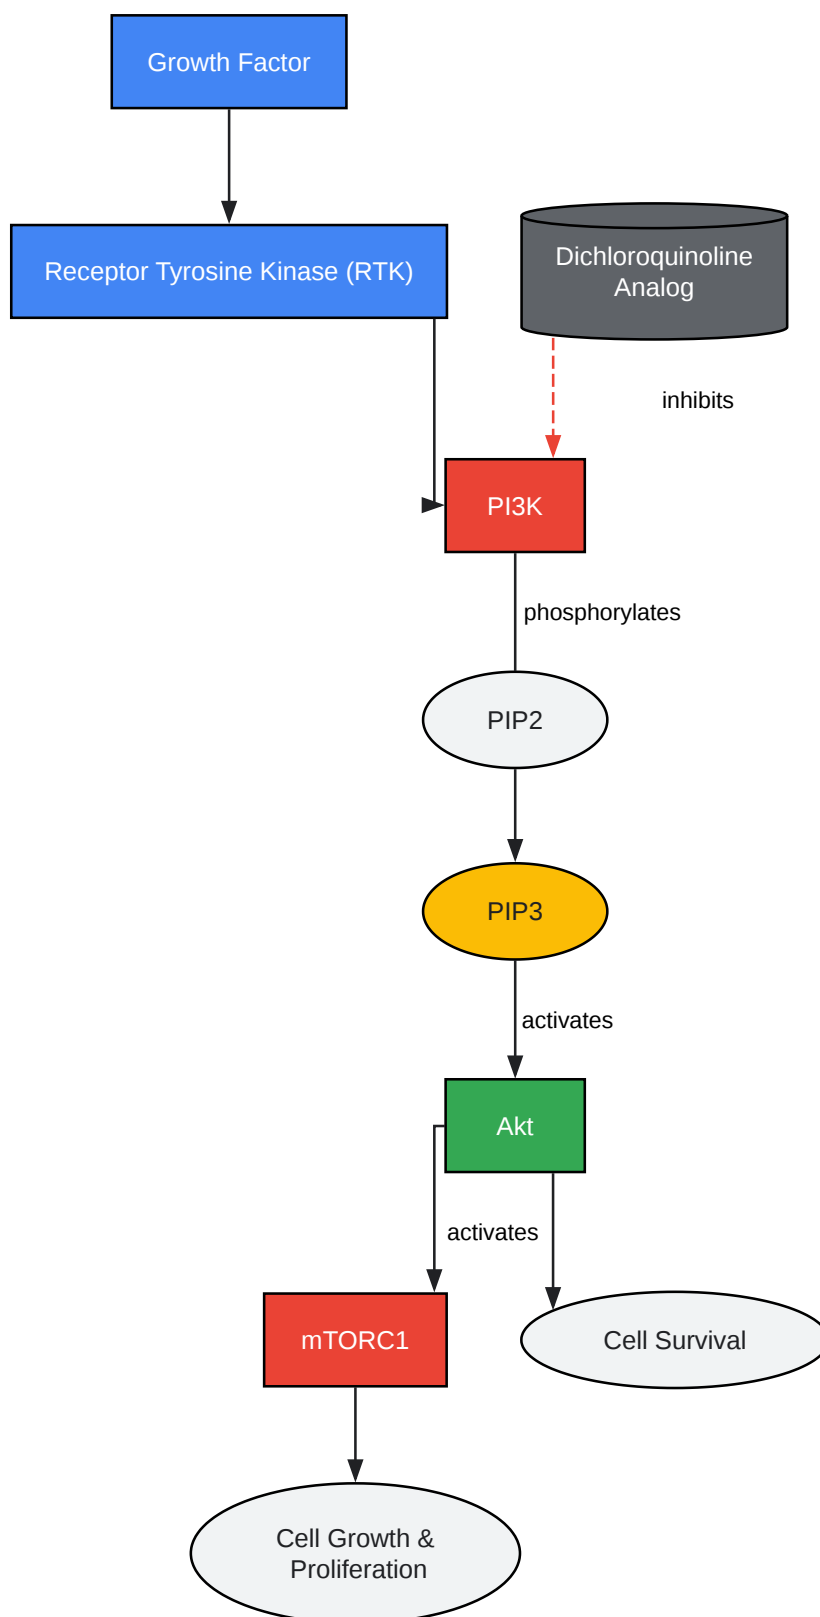 Growth Factor
Receptor Tyrosine Kinase (RTK)
Dichloroquinoline
Analog
inhibits
PI3K
phosphorylates
PIP2
PIP3
activates
Akt
activates
mTORC1
Cell Survival
Cell Growth &
Proliferation